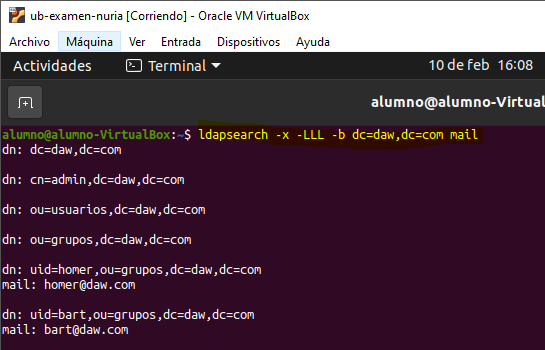 ub-examen-nuria [Corriendo] - Oracle VM VirtualBox
Archivo Máquina Ver Entrada Dispositivos Ayuda
Actividades Terminal 10 de feb 16:08
alumno@alumno-Virtual
alumno@alumno-VirtualBox:~$ ldapsearch -x -LLL -b dc=daw,dc=com mail
dn: dc=daw,dc=com
dn: cn=admin,dc=daw,dc=com
dn: ou=usuarios,dc=daw,dc=com
dn: ou=grupos,dc=daw,dc=com
dn: uid=homer,ou=grupos,dc=daw,dc=com
mail: homer@daw.com
dn: uid=bart,ou=grupos,dc=daw,dc=com
mail: bart@daw.com